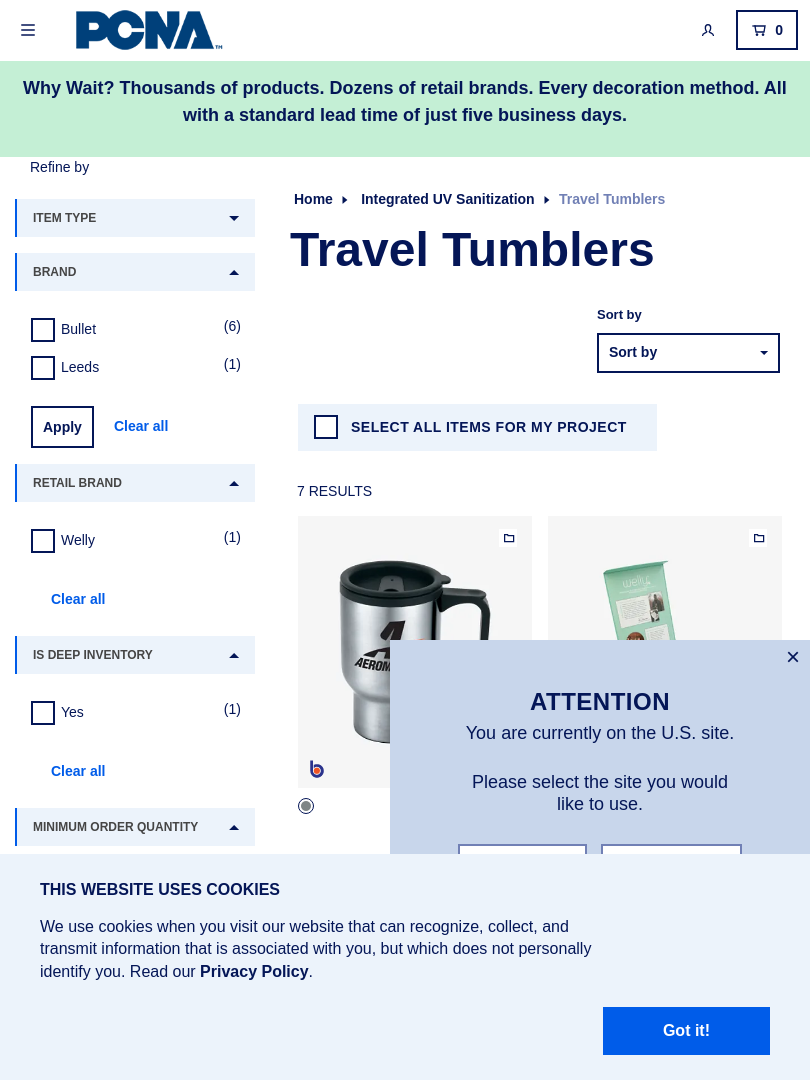 PCNA™
0
Why Wait? Thousands of products. Dozens of retail brands. Every decoration method. All
with a standard lead time of just five business days.
Refine by
Home
Integrated UV Sanitization
Travel Tumblers
Travel Tumblers
ITEM TYPE
BRAND
Bullet
(6)
Leeds
(1)
Apply
Clear all
RETAIL BRAND
Welly
(1)
Clear all
IS DEEP INVENTORY
Yes
(1)
Clear all
MINIMUM ORDER QUANTITY
Sort by
Sort by
SELECT ALL ITEMS FOR MY PROJECT
7 RESULTS
welly
ATTENTION
You are currently on the U.S. site.
Please select the site you would
like to use.
THIS WEBSITE USES COOKIES
We use cookies when you visit our website that can recognize, collect, and
transmit information that is associated with you, but which does not personally
identify you. Read our Privacy Policy.
Got it!